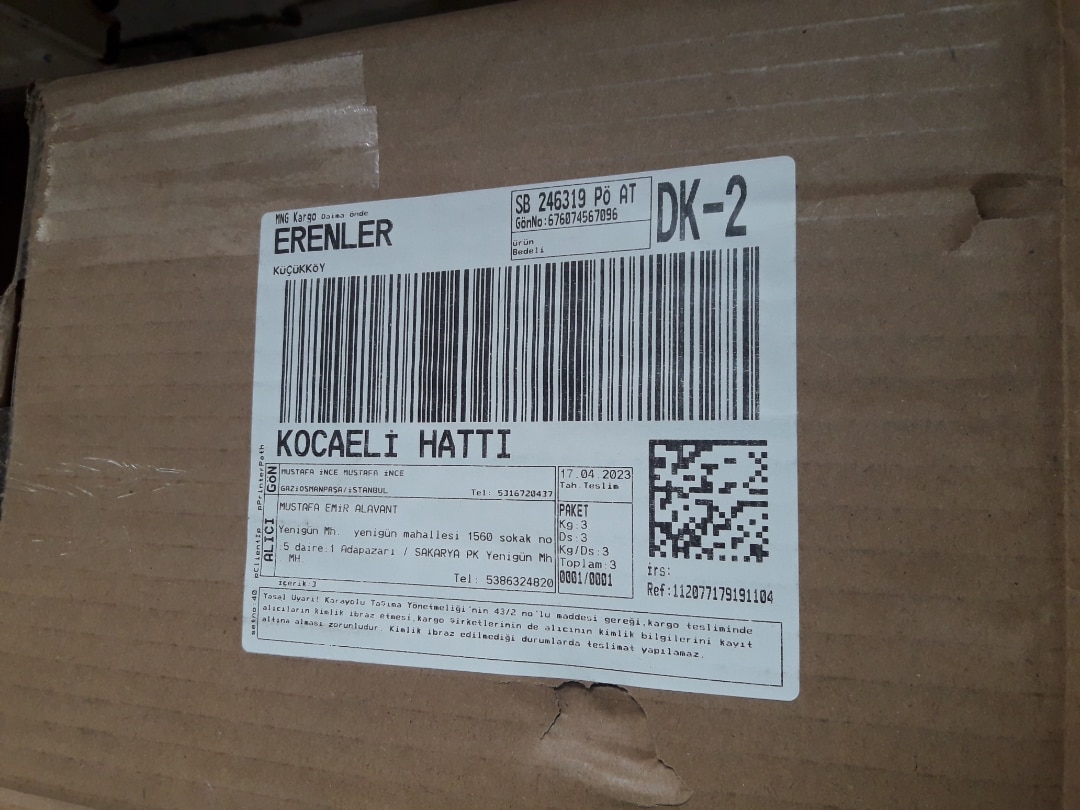 MNG Kargo Daima önde
ERENLER
KÜÇÜKKÖY
SB 246319 PÖ AT
GönNo:676074567096
ürün
Bedeli
DK-2
KOCAELİ HATTI
GÖN
MUSTAFA İNCE MUSTAFA İNCE
GAZİOSMANPAŞA/İSTANBUL Tel: 5316720437
ALICI
MUSTAFA EMİR ALAVANT
Yenigün Mh. yenigün mahallesi 1560 sokak no
:5 daire:1 Adapazarı / SAKARYA PK Yenigün Mh
MH.
Tel: 5386324820
içerik:3
17.04.2023
Tah.Teslim
PAKET
Kg:3
Ds:3
Kg/Ds:3
Toplam:3
0001/0001
irs:
Ref:112077179191104
pClientIp pPrinterPath
Yasal Uyarı! Karayolu Taşıma Yönetmeliği'nin 43/2 no'lu maddesi gereği,kargo tesliminde
alıcıların kimlik ibraz etmesi,kargo şirketlerinin de alıcının kimlik bilgilerini kayıt
altına alması zorunludur. Kimlik ibraz edilmediği durumlarda teslimat yapılamaz.